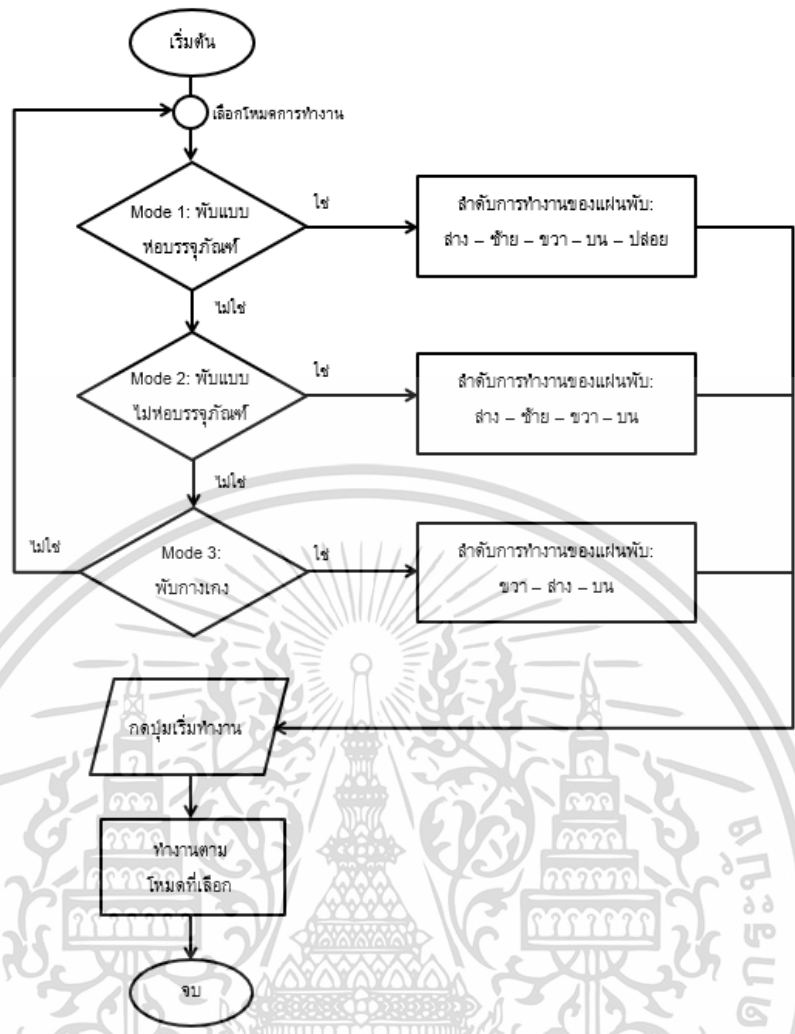 เริ่มต้น
เลือกโหมดการทำงาน
Mode 1: พับแบบ
ห่อบรรจุภัณฑ์
ใช่
ลำดับการทำงานของแผ่นพับ:
ล่าง – ซ้าย – ขวา – บน – ปล่อย
ไม่ใช่
Mode 2: พับแบบ
ไม่ห่อบรรจุภัณฑ์
ใช่
ลำดับการทำงานของแผ่นพับ:
ล่าง – ซ้าย – ขวา – บน
ไม่ใช่
ไม่ใช่
Mode 3:
พับกางเกง
ใช่
ลำดับการทำงานของแผ่นพับ:
ขวา – ล่าง – บน
กดปุ่มเริ่มทำงาน
ทำงานตาม
โหมดที่เลือก
จบ